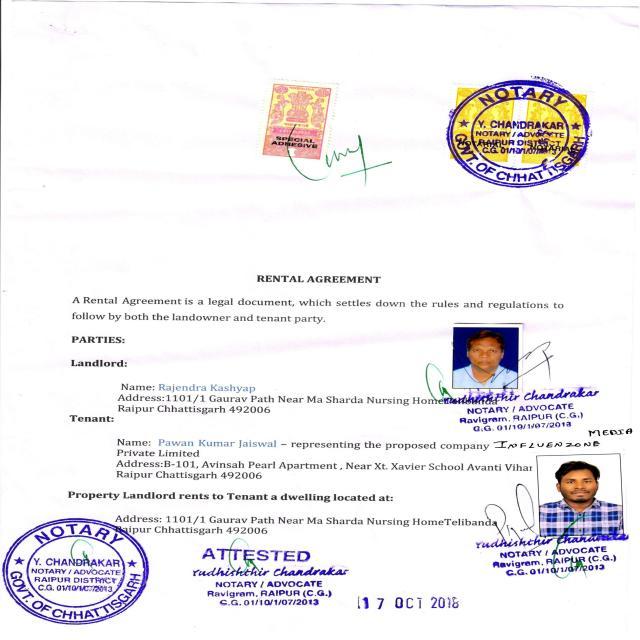 SPECIAL
ADHESIVE
NOTARY
★ Y. CHANDRAKAR ★
NOTARY / ADVOCATE
RAIPUR DISTRICT
C.G. 01/10/1/07/2013
GOVT. OF CHHATTISGARH
RENTAL AGREEMENT
A Rental Agreement is a legal document, which settles down the rules and regulations to
follow by both the landowner and tenant party.
PARTIES:
Landlord:
Name: Rajendra Kashyap
Address:1101/1 Gaurav Path Near Ma Sharda Nursing HomeTelibanda
Raipur Chhattisgarh 492006
Yudhishthir Chandrakar
NOTARY / ADVOCATE
Ravigram, RAIPUR (C.G.)
C.G. 01/10/1/07/2013
Tenant:
Name: Pawan Kumar Jaiswal – representing the proposed company INFLUENZONE MEDIA
Private Limited
Address:B-101, Avinsah Pearl Apartment , Near Xt. Xavier School Avanti Vihar
Raipur Chattisgarh 492006
Property Landlord rents to Tenant a dwelling located at:
Address: 1101/1 Gaurav Path Near Ma Sharda Nursing HomeTelibanda
Raipur Chhattisgarh 492006
Yudhishthir Chandrakar
NOTARY / ADVOCATE
Ravigram, RAIPUR (C.G.)
C.G. 01/10/1/07/2013
NOTARY
★ Y. CHANDRAKAR ★
NOTARY / ADVOCATE
RAIPUR DISTRICT
C.G. 01/10/1/07/2013
GOVT. OF CHHATTISGARH
ATTESTED
Yudhishthir Chandrakar
NOTARY / ADVOCATE
Ravigram, RAIPUR (C.G.)
C.G. 01/10/1/07/2013
17 OCT 2018